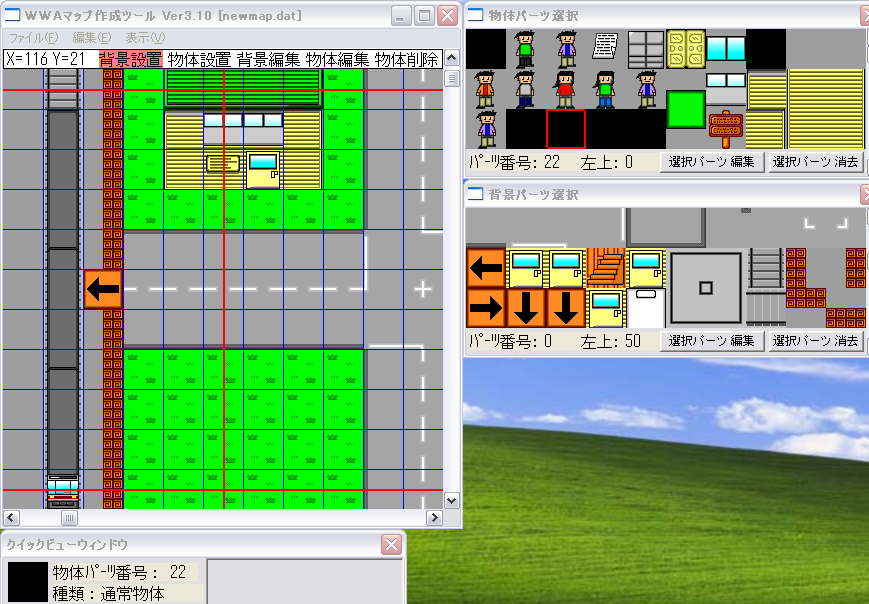 WWAマップ作成ツール Ver3.10 [newmap.dat]
ファイル(F) 編集(E) 表示(V)
X=116 Y=21 背景設置 物体設置 背景編集 物体編集 物体削除
物体パーツ選択
パーツ番号: 22 左上: 0 選択パーツ編集 選択パーツ消去
背景パーツ選択
パーツ番号: 0 左上: 50 選択パーツ編集 選択パーツ消去
クイックビューウィンドウ
物体パーツ番号： 22
種類：通常物体